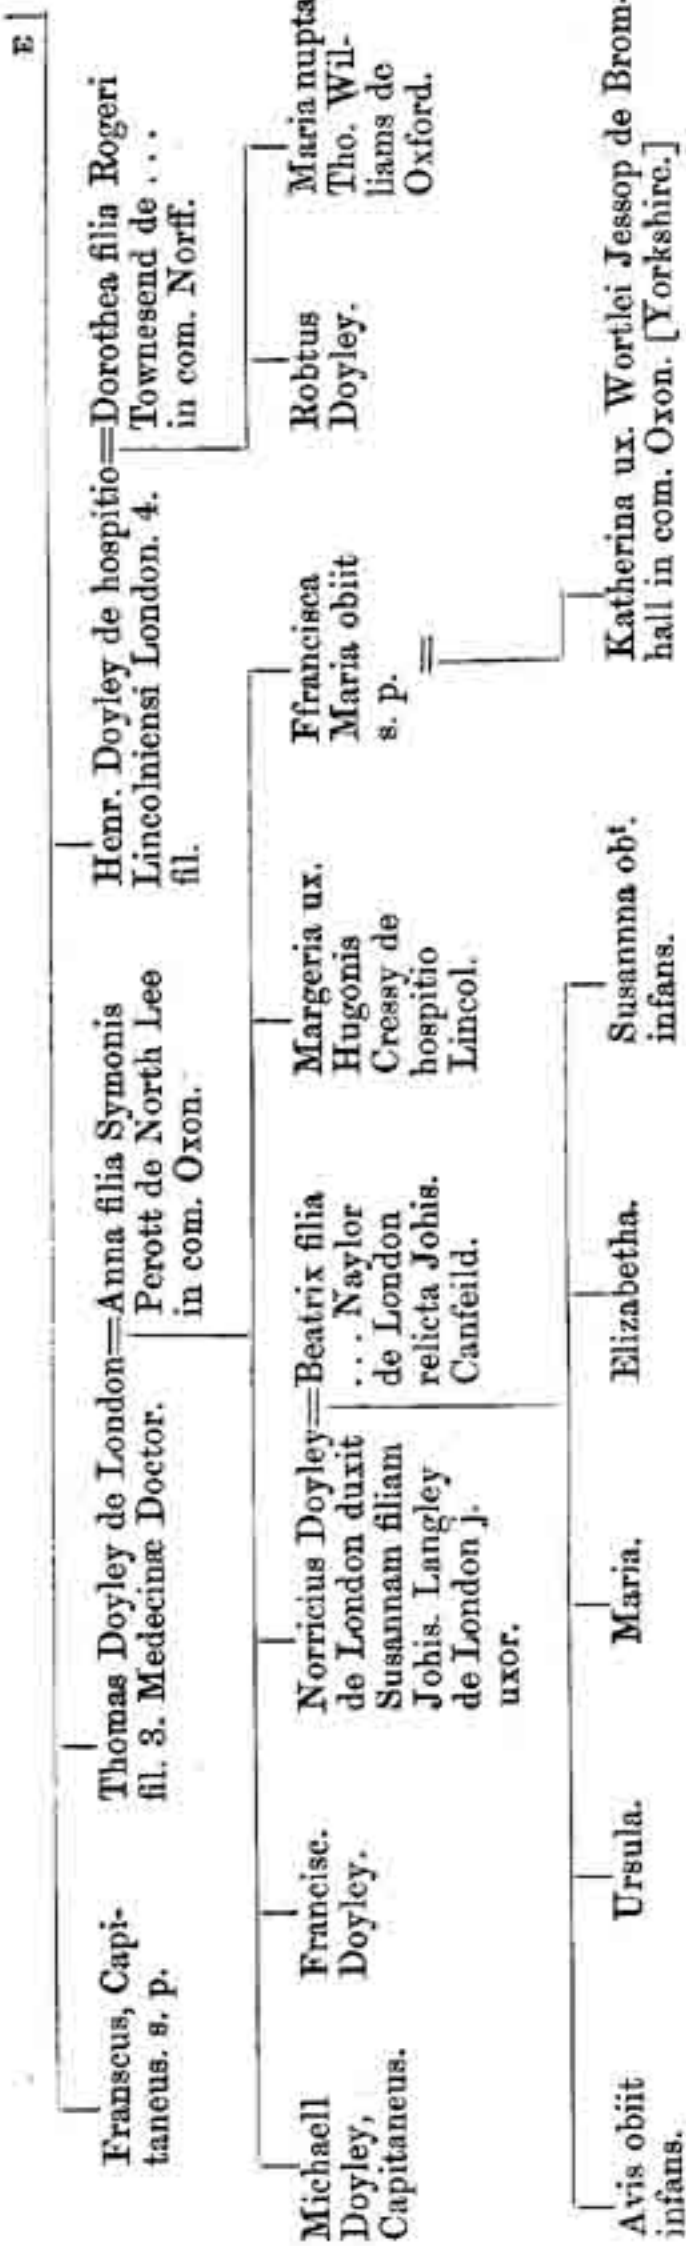 E
Franscus, Capi-
taneus. s. p.
Thomas Doyley de London=Anna filia Symonis
fil. 3. Medecinæ Doctor.
Perott de North Lee
in com. Oxon.
Henr. Doyley de hospitio=Dorothea filia Rogeri
Lincolniensi London. 4.
fil.
Townesend de ...
in com. Norff.
Michaell
Doyley,
Capitaneus.
Francisc.
Doyley.
Norricius Doyley=Beatrix filia
de London duxit
Susannam filiam
Johis. Langley
de London j.
uxor.
... Naylor
de London
relicta Johis.
Canfeild.
Margeria ux.
Hugonis
Cressy de
hospitio
Lincol.
Ffrancisca
Maria obiit
s. p.
=
Robtus
Doyley.
Maria nupta
Tho. Wil-
liams de
Oxford.
Avis obiit
infans.
Ursula.
Maria.
Elizabetha.
Susannna obt.
infans.
Katherina ux. Wortlei Jessop de Brom-
hall in com. Oxon. [Yorkshire.]